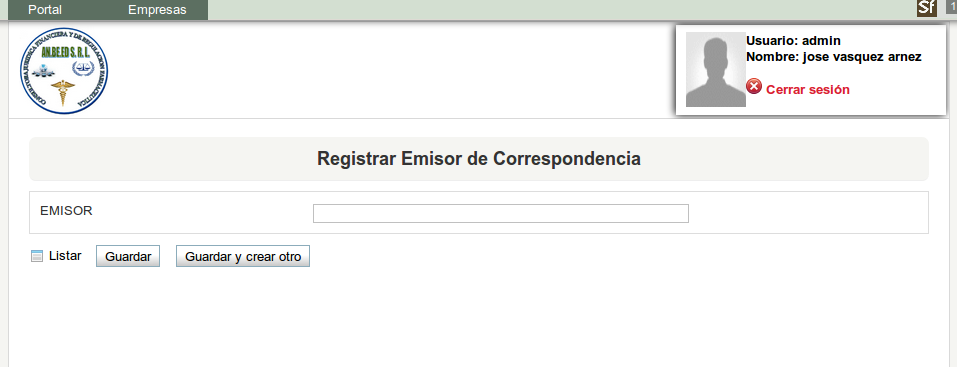 Portal Empresas
Sf 1
CONSULTORA JURIDICA FINANCIERA Y DE REGULACION FARMACEUTICA
AN.BE.ED S.R.L.
Usuario: admin
Nombre: jose vasquez arnez
Cerrar sesión
Registrar Emisor de Correspondencia
EMISOR
Listar Guardar Guardar y crear otro